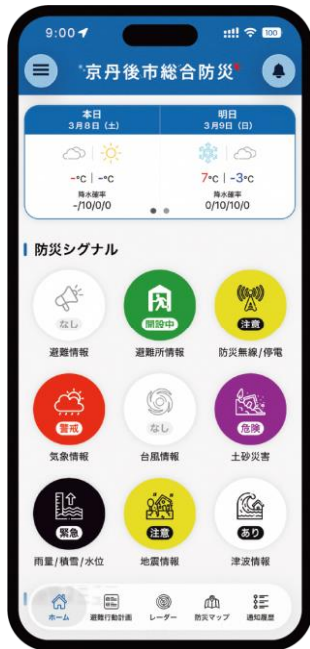 9:00
100
京丹後市総合防災
本日 明日
3月8日（土） 3月9日（日）
-°C | -°C 7°C | -3°C
降水確率 降水確率
-/10/0/0 0/10/10/0
防災シグナル
なし 開設中 注意
避難情報 避難所情報 防災無線/停電
警戒 なし 危険
気象情報 台風情報 土砂災害
緊急 注意 あり
雨量/積雪/水位 地震情報 津波情報
ホーム 避難行動計画 レーダー 防災マップ 通知履歴